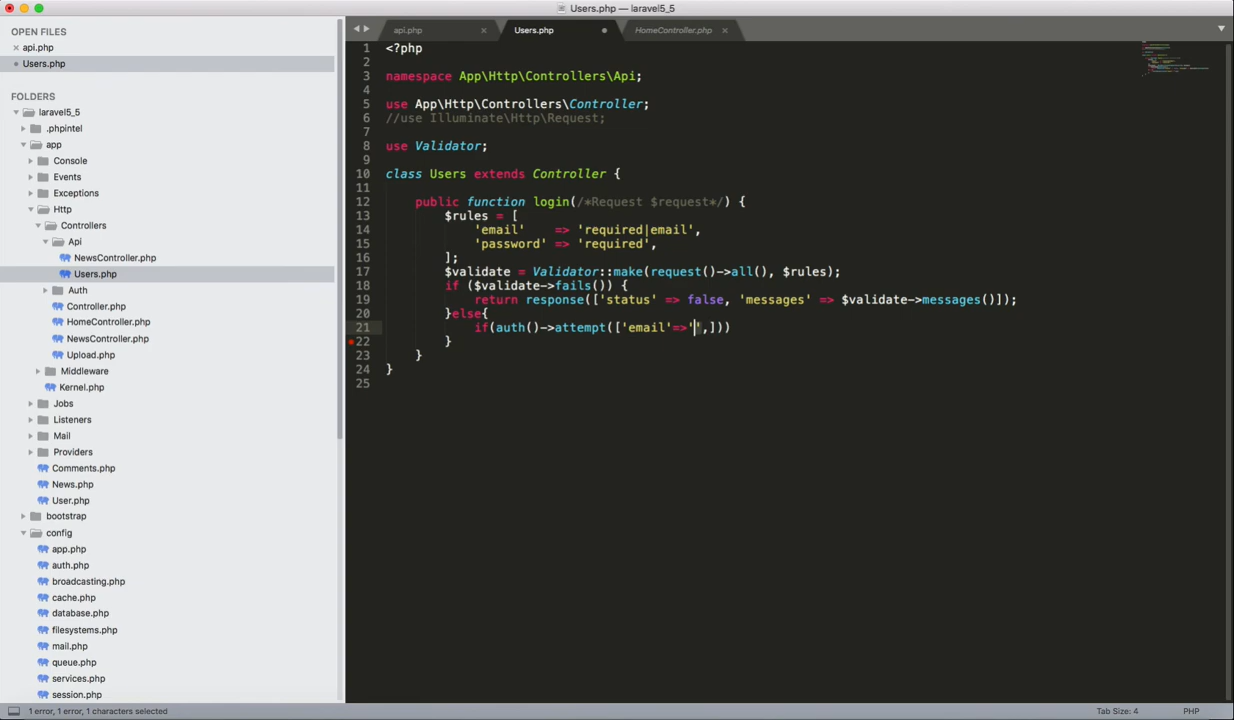 Users.php — laravel5_5
OPEN FILES
× api.php
Users.php
FOLDERS
laravel5_5
.phpintel
app
Console
Events
Exceptions
Http
Controllers
Api
NewsController.php
Users.php
Auth
Controller.php
HomeController.php
NewsController.php
Upload.php
Middleware
Kernel.php
Jobs
Listeners
Mail
Providers
Comments.php
News.php
User.php
bootstrap
config
app.php
auth.php
broadcasting.php
cache.php
database.php
filesystems.php
mail.php
queue.php
services.php
session.php
api.php × Users.php HomeController.php ×
1 <?php
2
3 namespace App\Http\Controllers\Api;
4
5 use App\Http\Controllers\Controller;
6 //use Illuminate\Http\Request;
7
8 use Validator;
9
10 class Users extends Controller {
11
12 public function login(/*Request $request*/) {
13 $rules = [
14 'email' => 'required|email',
15 'password' => 'required',
16 ];
17 $validate = Validator::make(request()->all(), $rules);
18 if ($validate->fails()) {
19 return response(['status' => false, 'messages' => $validate->messages()]);
20 }else{
21 if(auth()->attempt(['email'=>'',]))
22 }
23 }
24 }
25
1 error, 1 error, 1 characters selected Tab Size: 4 PHP